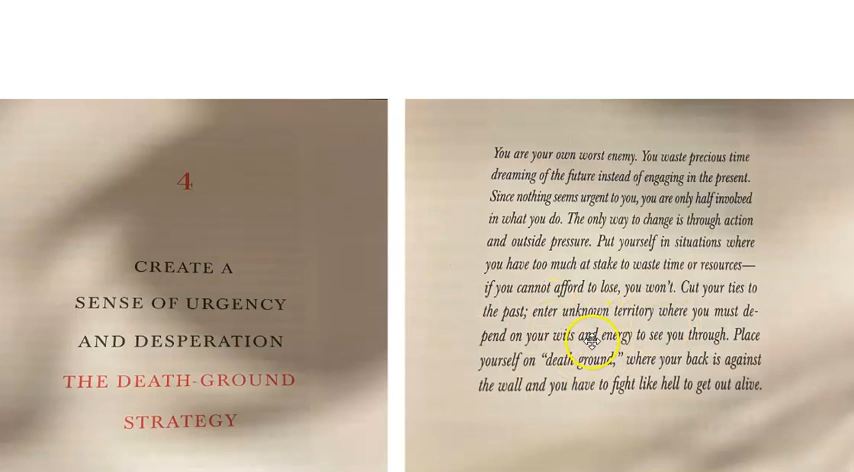 4
CREATE A
SENSE OF URGENCY
AND DESPERATION
THE DEATH-GROUND
STRATEGY
You are your own worst enemy. You waste precious time
dreaming of the future instead of engaging in the present.
Since nothing seems urgent to you, you are only half involved
in what you do. The only way to change is through action
and outside pressure. Put yourself in situations where
you have too much at stake to waste time or resources—
if you cannot afford to lose, you won't. Cut your ties to
the past; enter unknown territory where you must de-
pend on your wits and energy to see you through. Place
yourself on "death ground," where your back is against
the wall and you have to fight like hell to get out alive.